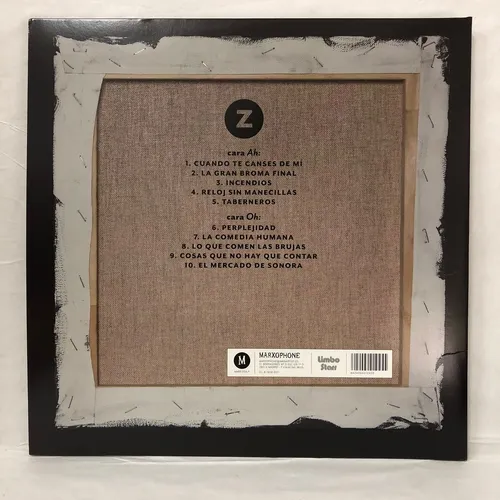 Z
cara Ah:
1. CUANDO TE CANSES DE MÍ
2. LA GRAN BROMA FINAL
3. INCENDIOS
4. RELOJ SIN MANECILLAS
5. TABERNEROS
cara Oh:
6. PERPLEJIDAD
7. LA COMEDIA HUMANA
8. LO QUE COMEN LAS BRUJAS
9. COSAS QUE NO HAY QUE CONTAR
10. EL MERCADO DE SONORA
M
MARXOPHONE
Limbo
Starr